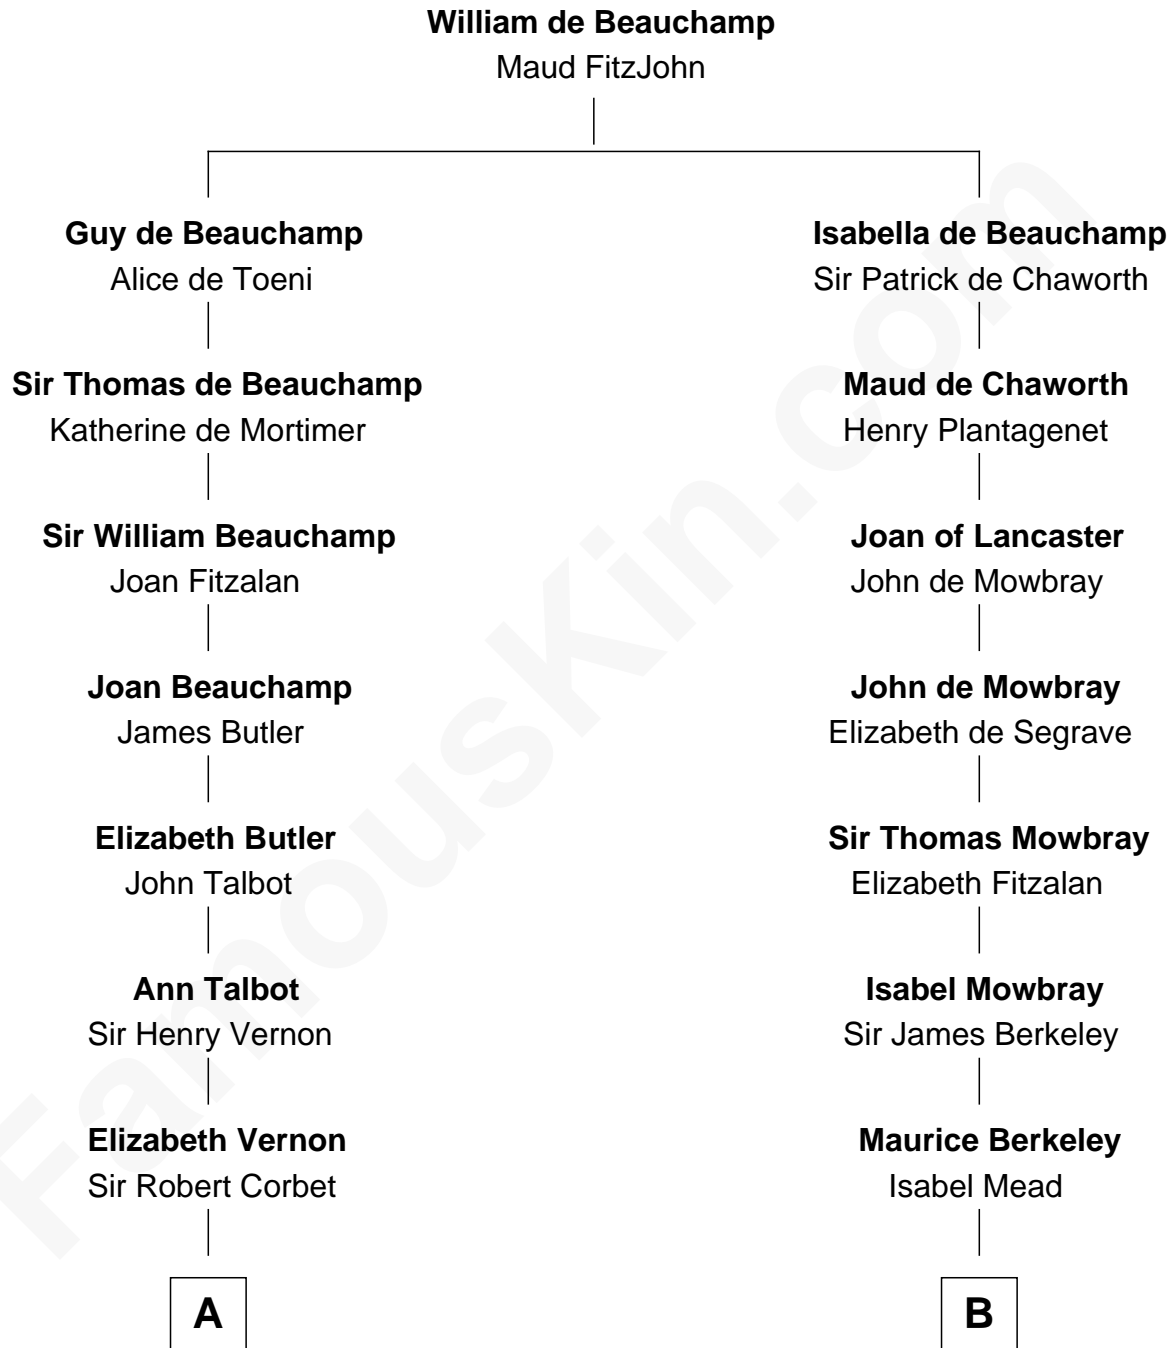 William de Beauchamp
Maud FitzJohn
Guy de Beauchamp
Alice de Toeni
Sir Thomas de Beauchamp
Katherine de Mortimer
Sir William Beauchamp
Joan Fitzalan
Joan Beauchamp
James Butler
Elizabeth Butler
John Talbot
Ann Talbot
Sir Henry Vernon
Elizabeth Vernon
Sir Robert Corbet
A
Isabella de Beauchamp
Sir Patrick de Chaworth
Maud de Chaworth
Henry Plantagenet
Joan of Lancaster
John de Mowbray
John de Mowbray
Elizabeth de Segrave
Sir Thomas Mowbray
Elizabeth Fitzalan
Isabel Mowbray
Sir James Berkeley
Maurice Berkeley
Isabel Mead
B
FamousKin.com